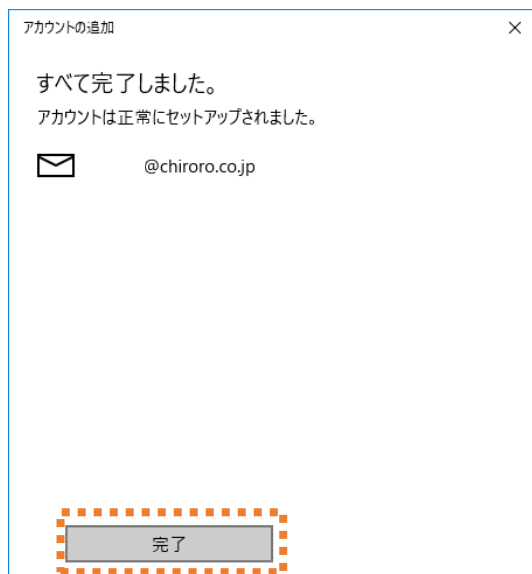 アカウントの追加
すべて完了しました。
アカウントは正常にセットアップされました。
@chiroro.co.jp
完了